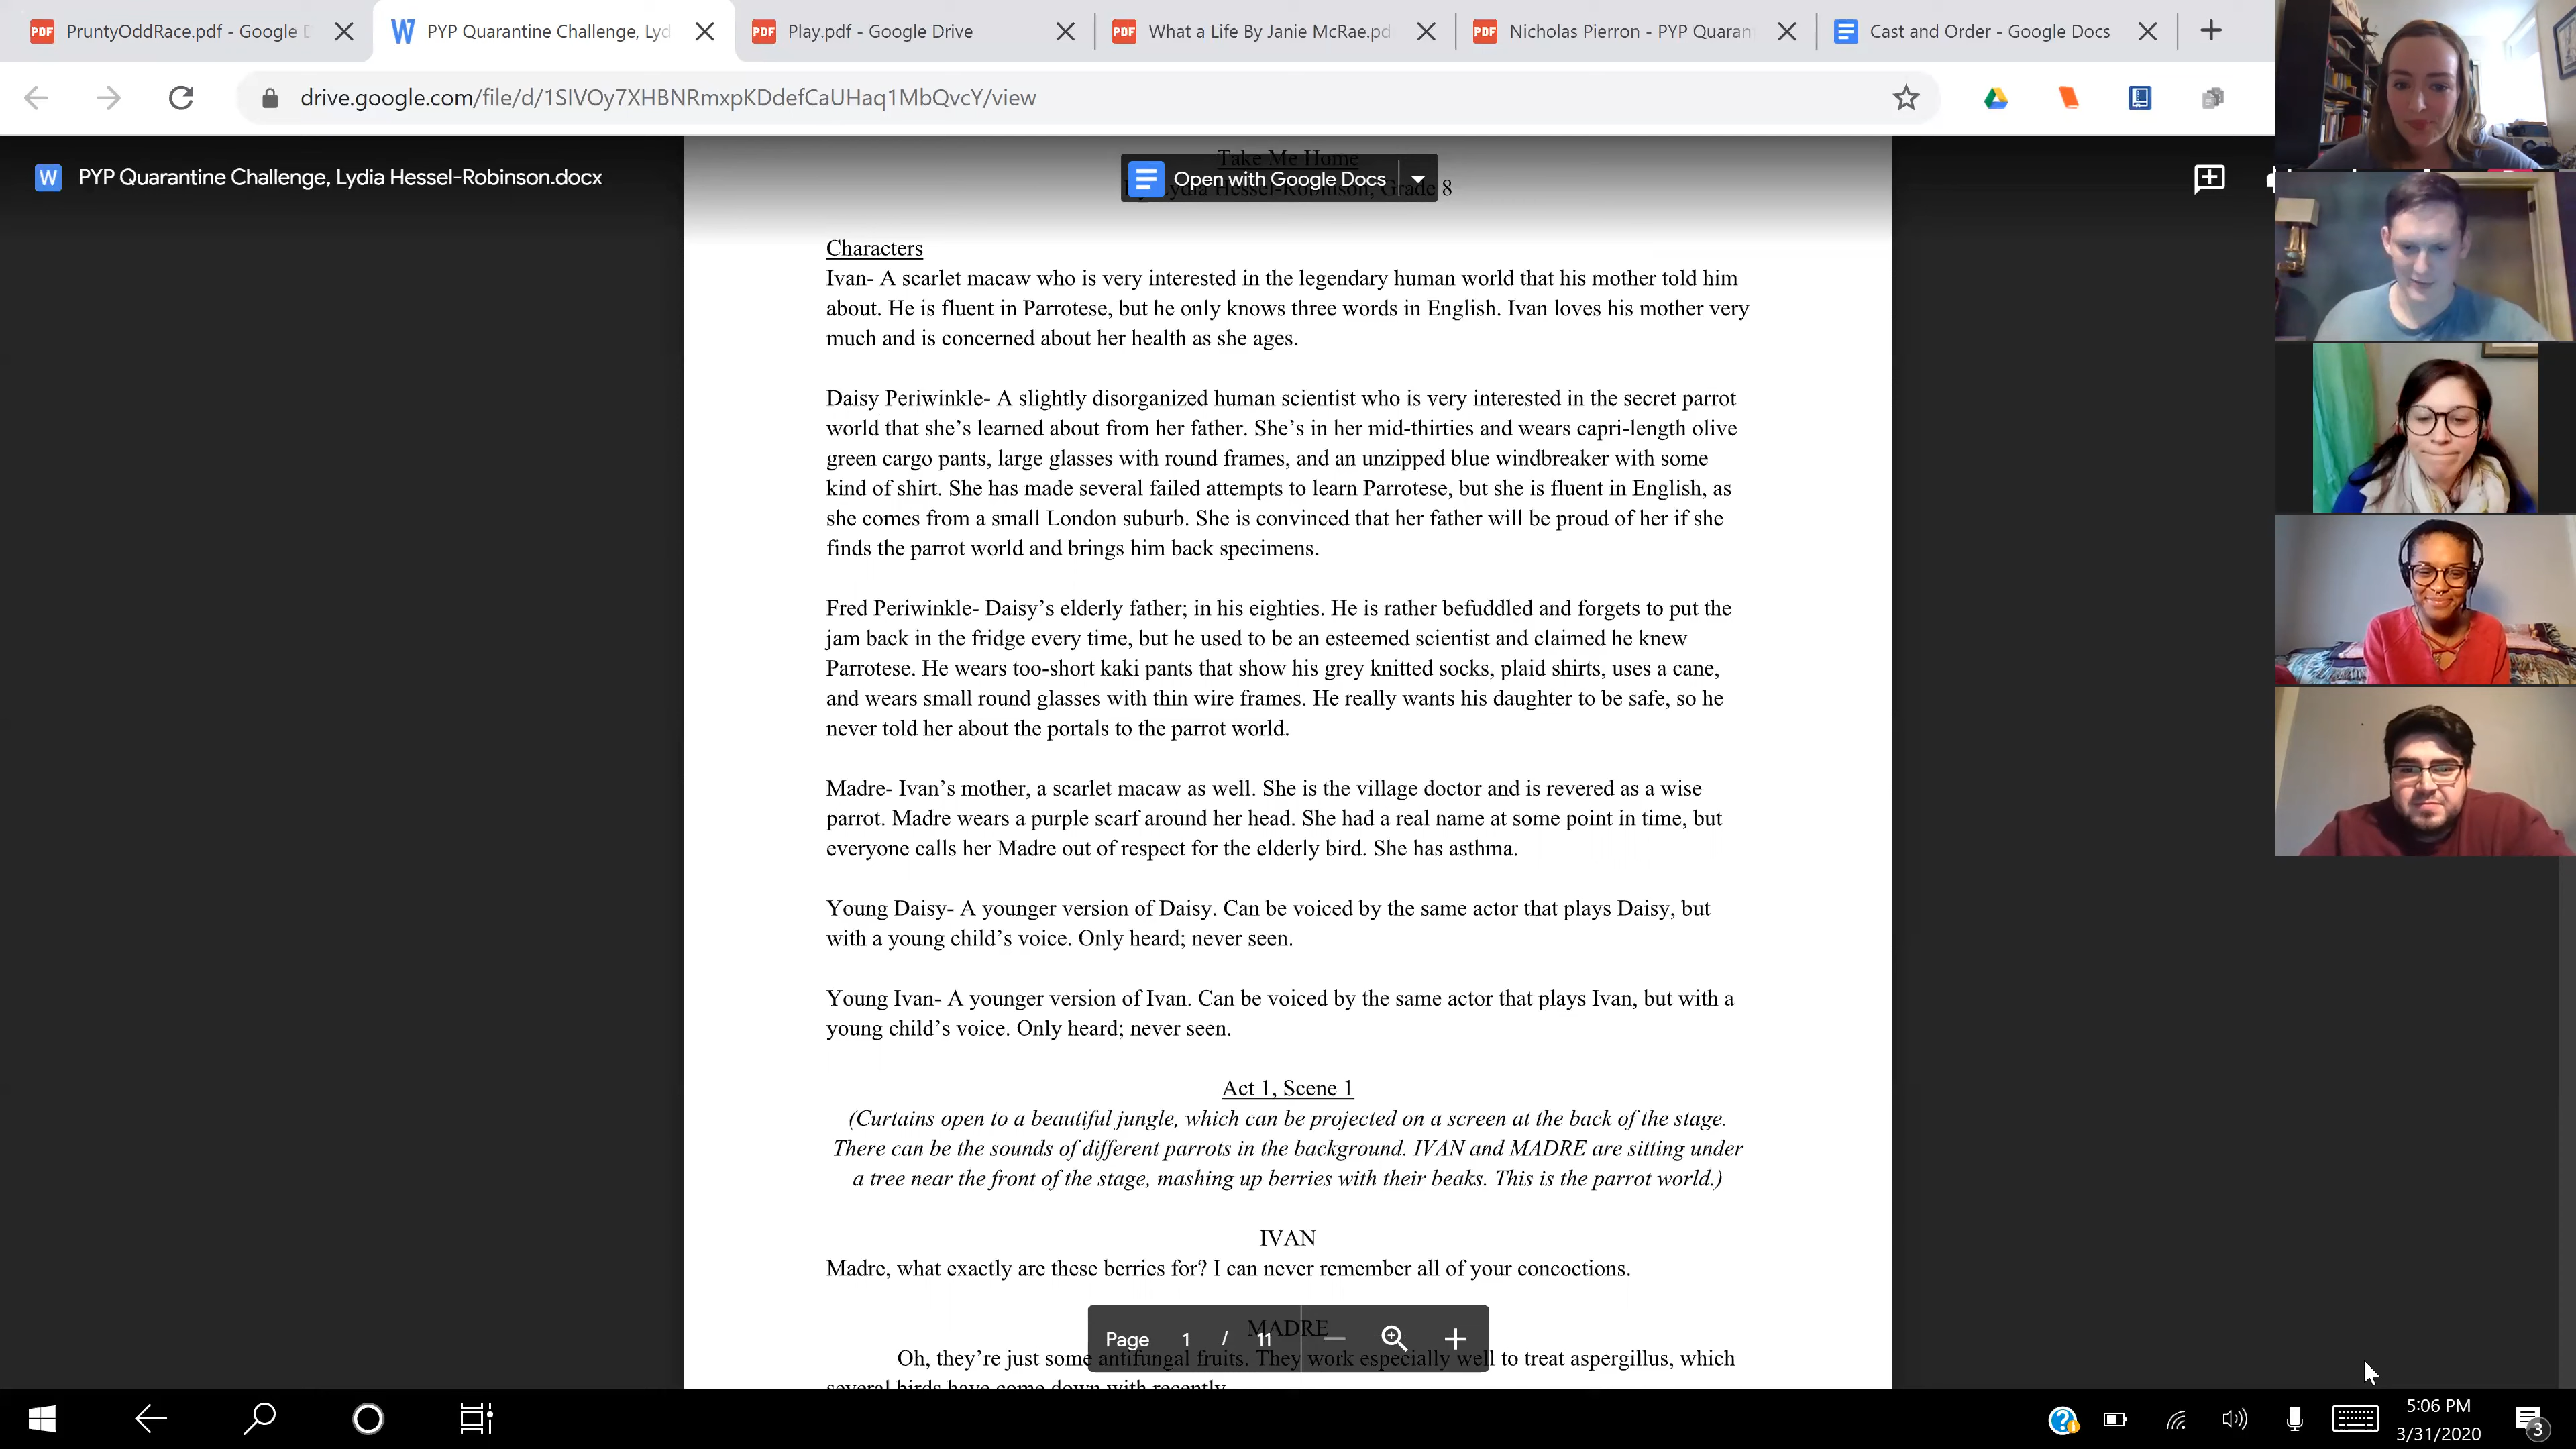 PruntyOddRace.pdf - Google D
PYP Quarantine Challenge, Lyd
Play.pdf - Google Drive
What a Life By Janie McRae.pd
Nicholas Pierron - PYP Quaran
Cast and Order - Google Docs
drive.google.com/file/d/1SIVOy7XHBNRmxpKDdefCaUHaq1MbQvcY/view
W PYP Quarantine Challenge, Lydia Hessel-Robinson.docx
Take Me Home
Open with Google Docs
By Lydia Hessel-Robinson, Grade 8
Characters
Ivan- A scarlet macaw who is very interested in the legendary human world that his mother told him
about. He is fluent in Parrotese, but he only knows three words in English. Ivan loves his mother very
much and is concerned about her health as she ages.
Daisy Periwinkle- A slightly disorganized human scientist who is very interested in the secret parrot
world that she’s learned about from her father. She’s in her mid-thirties and wears capri-length olive
green cargo pants, large glasses with round frames, and an unzipped blue windbreaker with some
kind of shirt. She has made several failed attempts to learn Parrotese, but she is fluent in English, as
she comes from a small London suburb. She is convinced that her father will be proud of her if she
finds the parrot world and brings him back specimens.
Fred Periwinkle- Daisy’s elderly father; in his eighties. He is rather befuddled and forgets to put the
jam back in the fridge every time, but he used to be an esteemed scientist and claimed he knew
Parrotese. He wears too-short kaki pants that show his grey knitted socks, plaid shirts, uses a cane,
and wears small round glasses with thin wire frames. He really wants his daughter to be safe, so he
never told her about the portals to the parrot world.
Madre- Ivan’s mother, a scarlet macaw as well. She is the village doctor and is revered as a wise
parrot. Madre wears a purple scarf around her head. She had a real name at some point in time, but
everyone calls her Madre out of respect for the elderly bird. She has asthma.
Young Daisy- A younger version of Daisy. Can be voiced by the same actor that plays Daisy, but
with a young child’s voice. Only heard; never seen.
Young Ivan- A younger version of Ivan. Can be voiced by the same actor that plays Ivan, but with a
young child’s voice. Only heard; never seen.
Act 1, Scene 1
(Curtains open to a beautiful jungle, which can be projected on a screen at the back of the stage.
There can be the sounds of different parrots in the background. IVAN and MADRE are sitting under
a tree near the front of the stage, mashing up berries with their beaks. This is the parrot world.)
IVAN
Madre, what exactly are these berries for? I can never remember all of your concoctions.
MADRE
Page 1 / 11
Oh, they’re just some antifungal fruits. They work especially well to treat aspergillus, which
several birds have come down with recently.
5:06 PM
3/31/2020
3